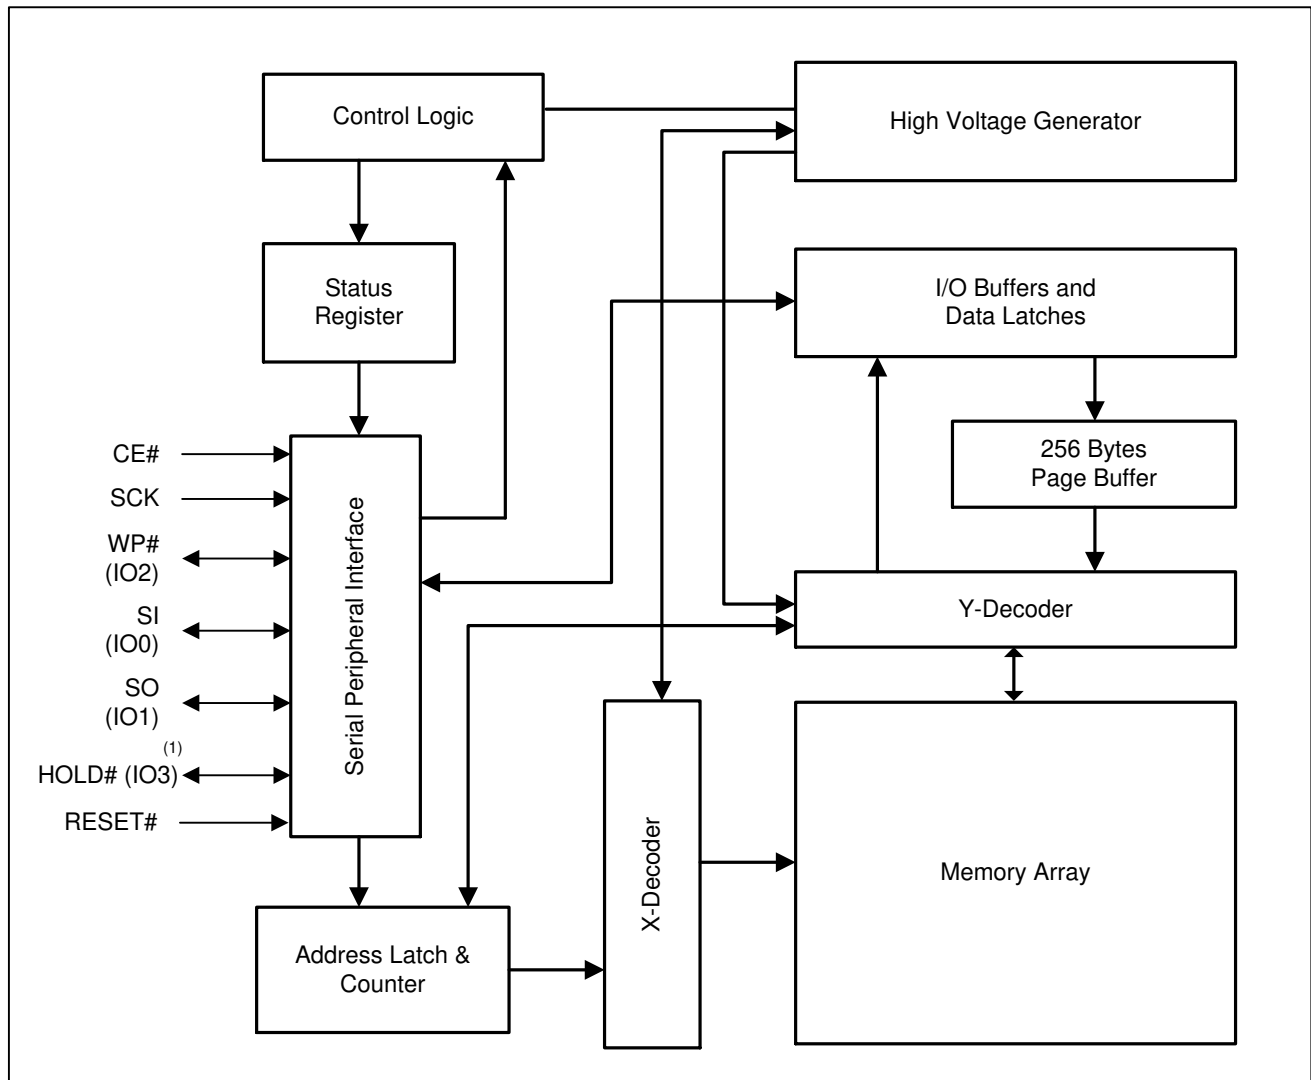 Control Logic
High Voltage Generator
Status
Register
I/O Buffers and
Data Latches
256 Bytes
Page Buffer
CE#
SCK
WP#
(IO2)
SI
(IO0)
SO
(IO1)
(1)
HOLD# (IO3)
RESET#
Serial Peripheral Interface
Y-Decoder
X-Decoder
Memory Array
Address Latch &
Counter